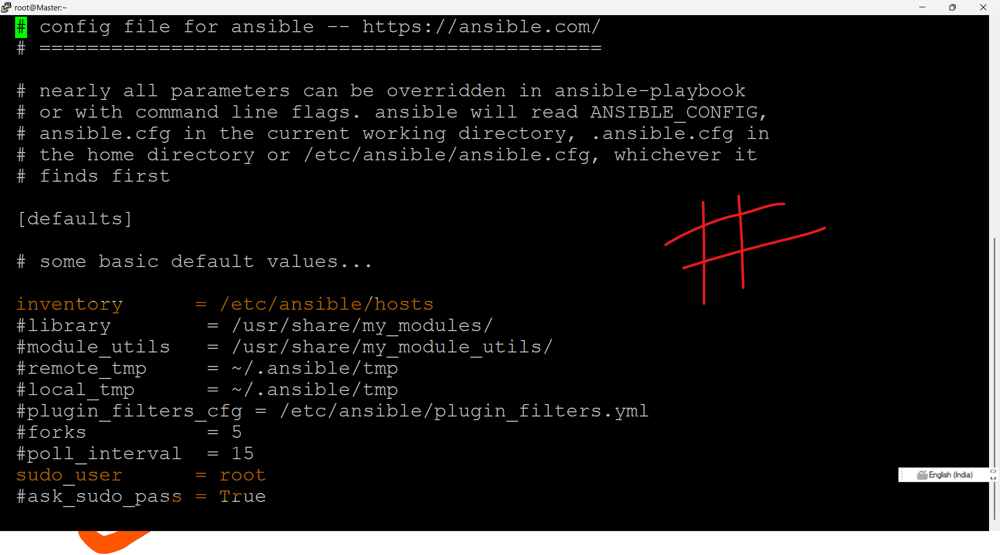 root@Master:~
# config file for ansible -- https://ansible.com/
# ===============================================

# nearly all parameters can be overridden in ansible-playbook
# or with command line flags. ansible will read ANSIBLE_CONFIG,
# ansible.cfg in the current working directory, .ansible.cfg in
# the home directory or /etc/ansible/ansible.cfg, whichever it
# finds first

[defaults]
#

# some basic default values...

inventory      = /etc/ansible/hosts
#library        = /usr/share/my_modules/
#module_utils   = /usr/share/my_module_utils/
#remote_tmp     = ~/.ansible/tmp
#local_tmp      = ~/.ansible/tmp
#plugin_filters_cfg = /etc/ansible/plugin_filters.yml
#forks          = 5
#poll_interval  = 15
sudo_user      = root
#ask_sudo_pass = True
English (India)